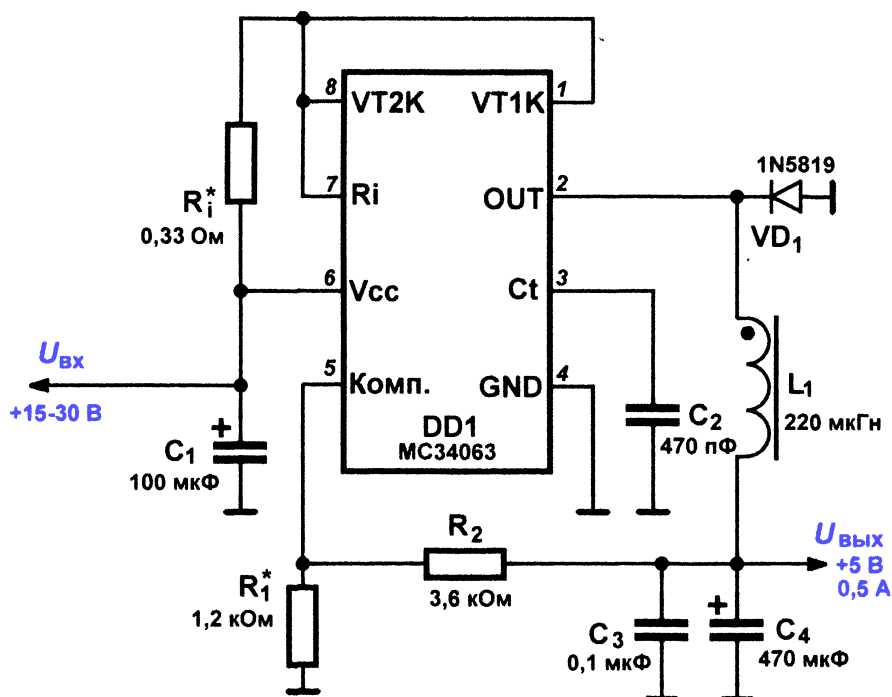 8 VT2K VT1K 1
1N5819
7 Ri OUT 2
VD1
Ri*
0,33 Ом
6 Vcc Ct 3
Uвх
+15-30 В
5 Комп. GND 4
L1
220 мкГн
C1
+
100 мкФ
DD1
MC34063
C2
470 пФ
R2
3,6 кОм
Uвых
+5 В
0,5 А
R1*
1,2 кОм
C3
0,1 мкФ
+
C4
470 мкФ